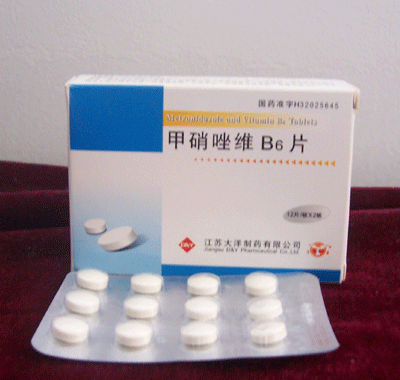 国药准字H32025645
Metronidazole and Vitamin B6 Tablets
甲硝唑维B6片
12片/板X2板
D&Y
江苏大洋制药有限公司
Jiangsu D&Y Pharmaceutical Co.,Ltd